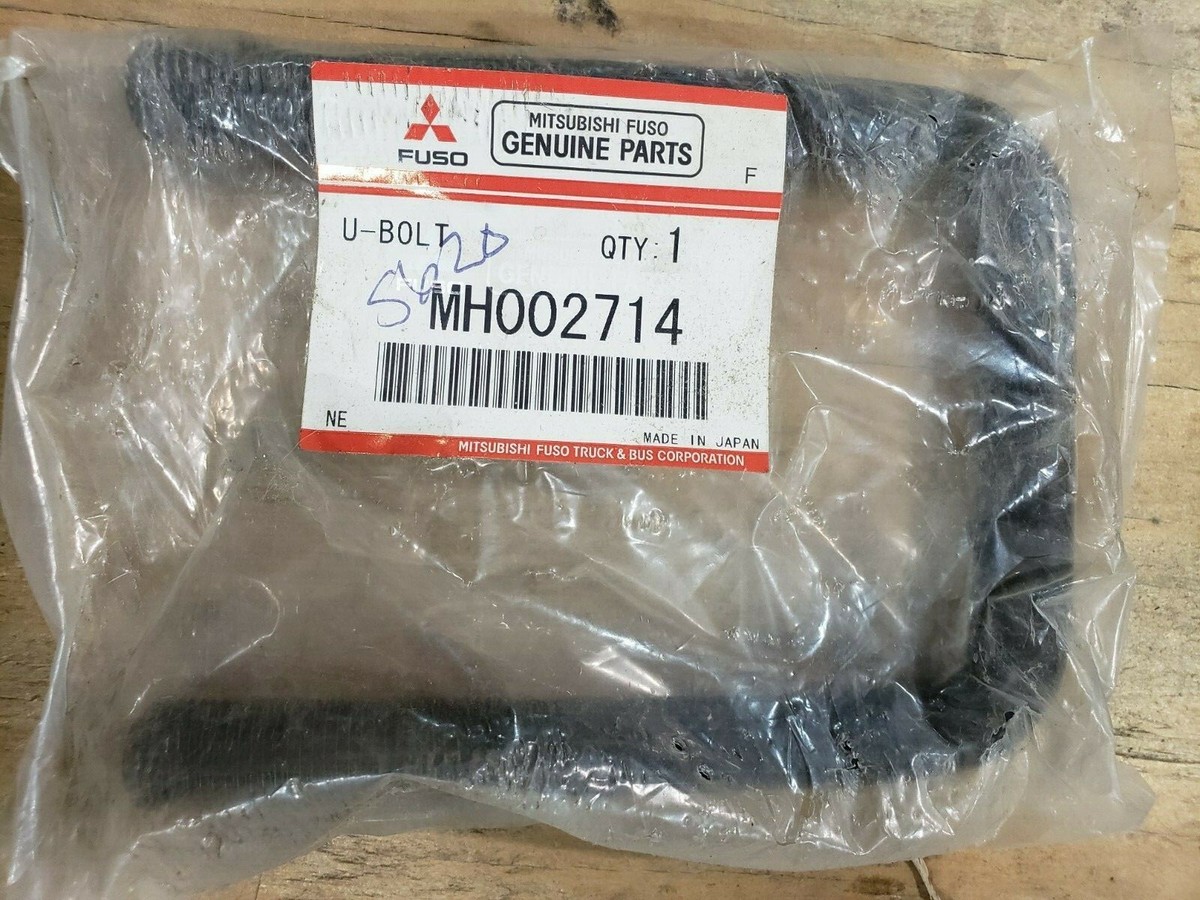 MITSUBISHI FUSO
GENUINE PARTS
FUSO
F
U-BOLT
QTY: 1
MH002714
NE
MADE IN JAPAN
MITSUBISHI FUSO TRUCK & BUS CORPORATION